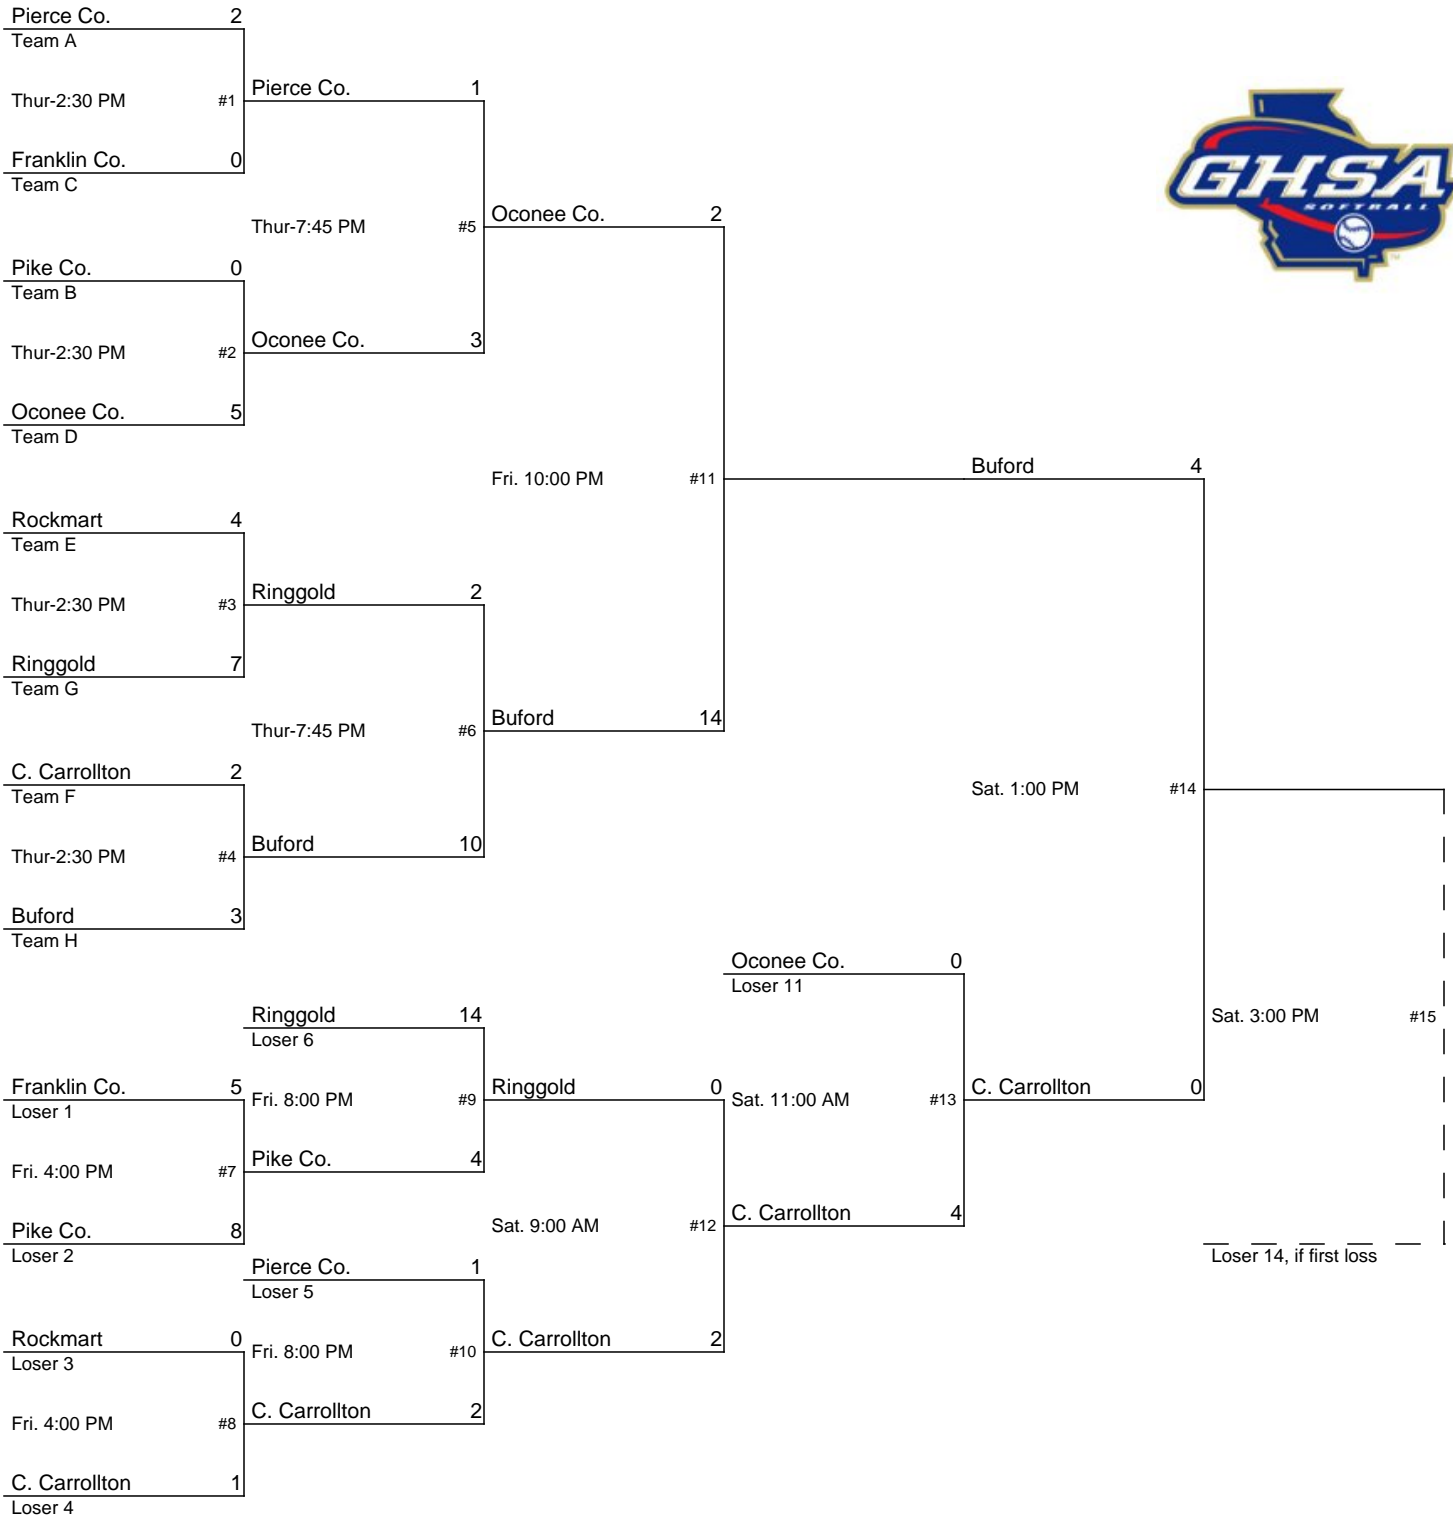 Pierce Co. 2
Team A
Thur-2:30 PM #1
Pierce Co. 1
Franklin Co. 0
Team C
Thur-7:45 PM #5
Oconee Co. 2
Pike Co. 0
Team B
Thur-2:30 PM #2
Oconee Co. 3
Oconee Co. 5
Team D
GHSA
SOFTBALL
TM
Fri. 10:00 PM #11
Buford 4
Rockmart 4
Team E
Thur-2:30 PM #3
Ringgold 2
Ringgold 7
Team G
Thur-7:45 PM #6
Buford 14
C. Carrollton 2
Team F
Thur-2:30 PM #4
Buford 10
Buford 3
Team H
Sat. 1:00 PM #14
Oconee Co. 0
Loser 11
Ringgold 14
Loser 6
Sat. 3:00 PM #15
Franklin Co. 5
Loser 1
Fri. 8:00 PM #9
Ringgold 0
Sat. 11:00 AM #13
C. Carrollton 0
Fri. 4:00 PM #7
Pike Co. 4
Pike Co. 8
Loser 2
Sat. 9:00 AM #12
C. Carrollton 4
Pierce Co. 1
Loser 5
Loser 14, if first loss
Rockmart 0
Loser 3
Fri. 8:00 PM #10
C. Carrollton 2
Fri. 4:00 PM #8
C. Carrollton 2
C. Carrollton 1
Loser 4